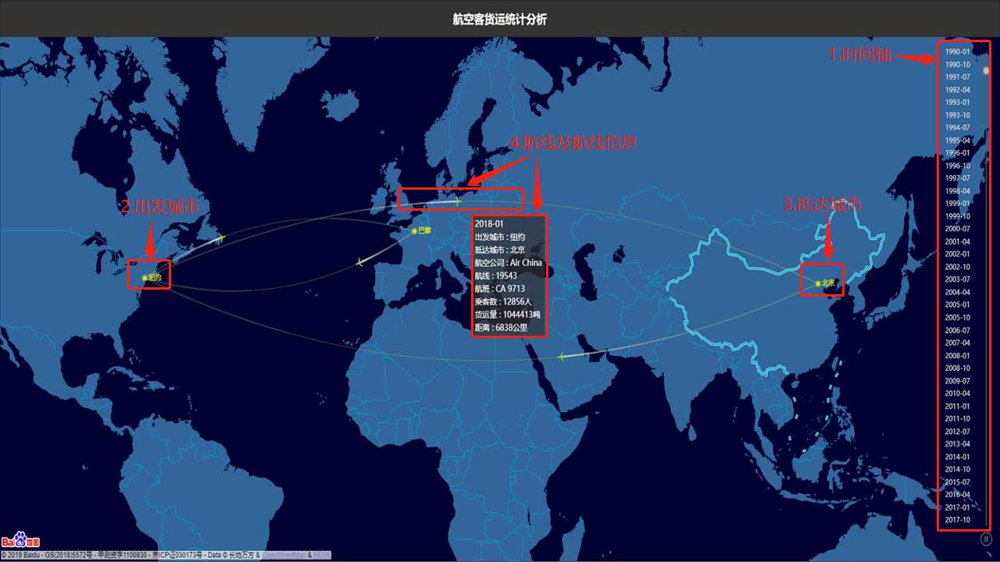 航空客货运统计分析
1.时间轴
1990-01
1990-10
1991-07
1992-04
1993-01
1993-10
1994-07
1995-04
1996-01
1996-10
1997-07
1998-04
1999-01
1999-10
2000-07
2001-04
2002-01
2002-10
2003-07
2004-04
2005-01
2005-10
2006-07
2007-04
2008-01
2008-10
2009-07
2010-04
2011-01
2011-10
2012-07
2013-04
2014-01
2014-10
2015-07
2016-04
2017-01
2017-10
4.航线及航线信息
2.出发城市
3.抵达城市
巴黎
纽约
北京
2018-01
出发城市 : 纽约
抵达城市 : 北京
航空公司 : Air China
航线 : 19543
航班 : CA 9713
乘客数 : 12856人
货运量 : 1044413吨
距离 : 6838公里
Bai 地图
© 2019 Baidu - GS(2018)5572号 - 甲测资字1100930 - 京ICP证030173号 - Data © 长地万方 & OpenStreetMap & HERE